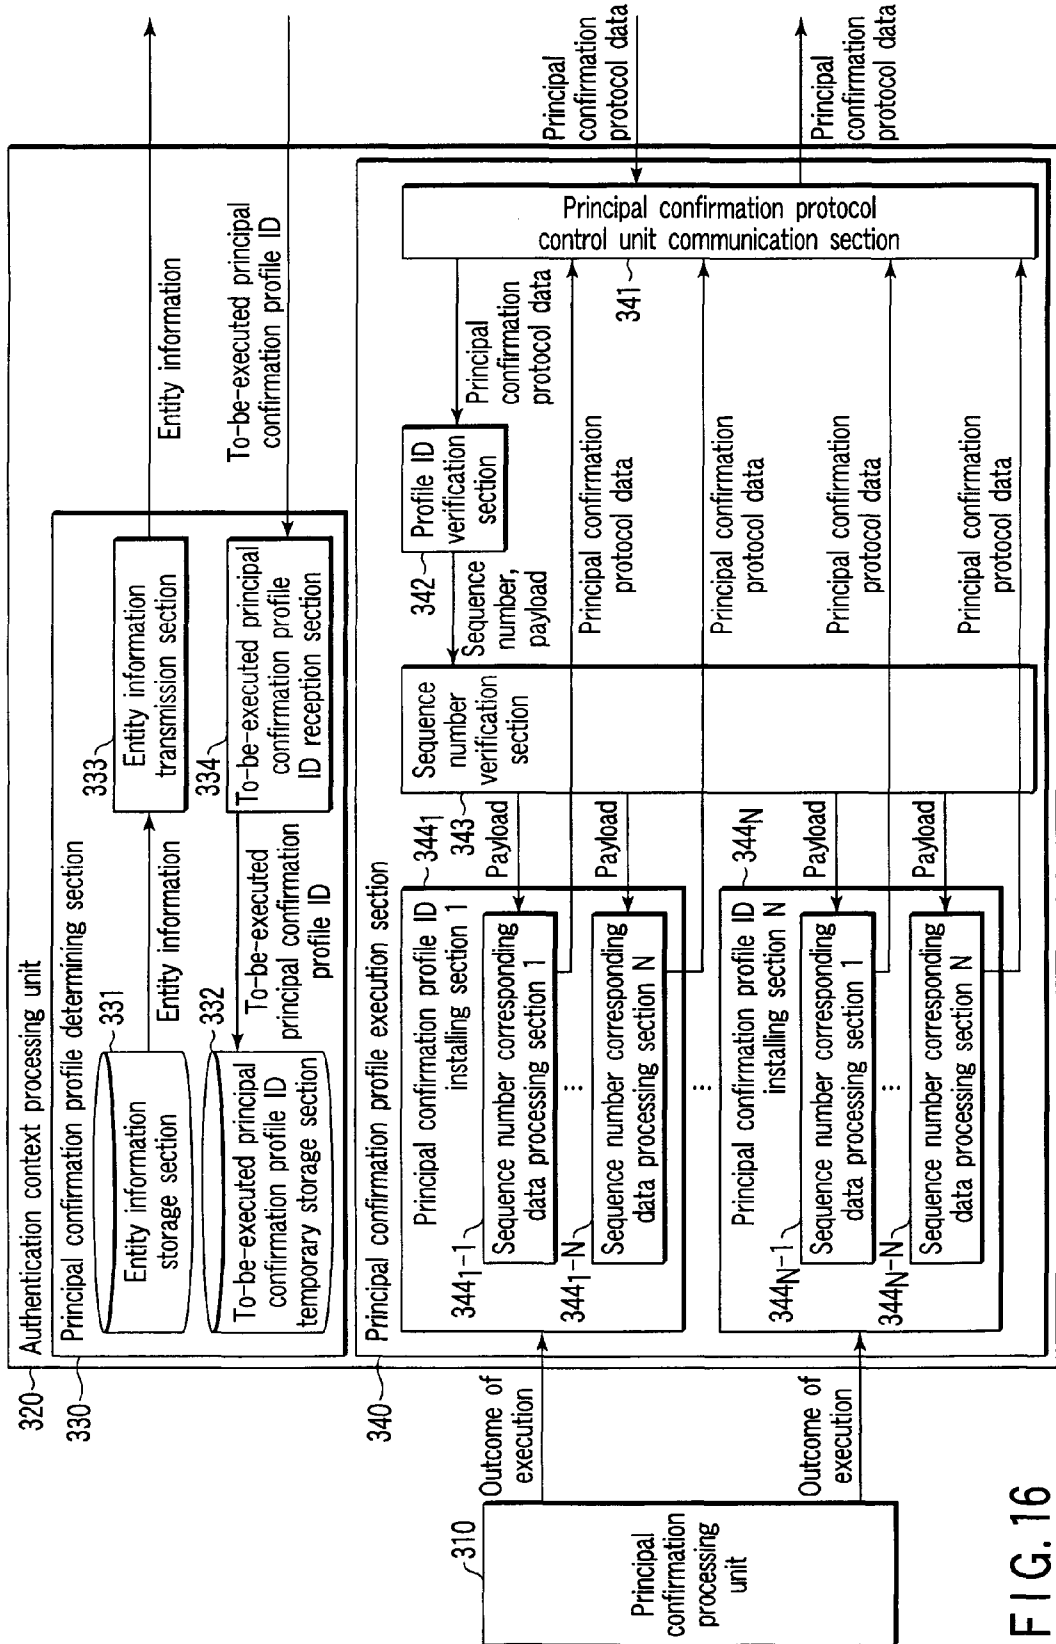 320
Authentication context processing unit
330
Principal confirmation profile determining section
331
Entity information
storage section
Entity information
333
Entity information
transmission section
Entity information
332
To-be-executed principal
confirmation profile ID
temporary storage section
To-be-executed
principal confirmation
profile ID
334
To-be-executed principal
confirmation profile
ID reception section
To-be-executed principal
confirmation profile ID
340
Principal confirmation profile execution section
310
Principal
confirmation
processing
unit
Outcome of
execution
Outcome of
execution
344₁
Principal confirmation profile ID
installing section 1
344₁-1
Sequence number corresponding
data processing section 1
⋮
344₁-N
Sequence number corresponding
data processing section N
⋮
344N
Principal confirmation profile ID
installing section N
344N-1
Sequence number corresponding
data processing section 1
⋮
344N-N
Sequence number corresponding
data processing section N
Payload
Payload
Payload
Payload
343
Sequence
number
verification
section
Sequence
number,
payload
342
Profile ID
verification
section
Principal
confirmation
protocol data
341
Principal confirmation protocol
control unit communication section
Principal confirmation
protocol data
Principal confirmation
protocol data
Principal confirmation
protocol data
Principal confirmation
protocol data
Principal
confirmation
protocol data
Principal
confirmation
protocol data
FIG. 16